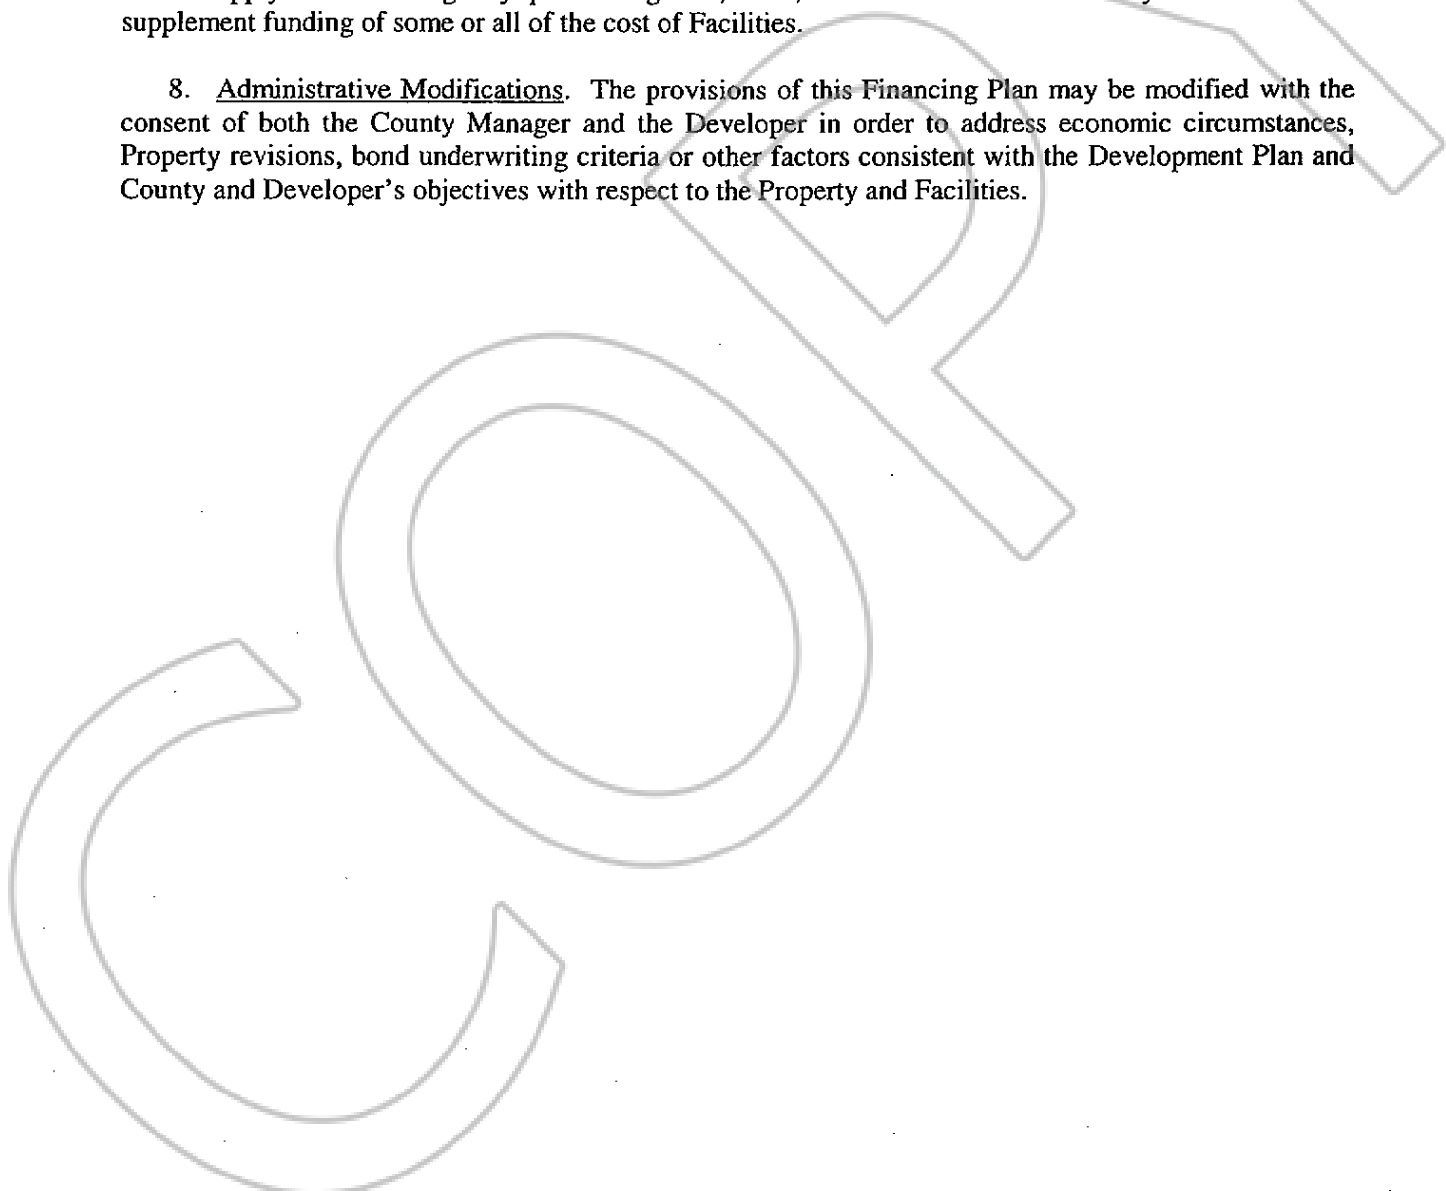 supplement funding of some or all of the cost of Facilities.
8. Administrative Modifications. The provisions of this Financing Plan may be modified with the
consent of both the County Manager and the Developer in order to address economic circumstances,
Property revisions, bond underwriting criteria or other factors consistent with the Development Plan and
County and Developer's objectives with respect to the Property and Facilities.
COPY